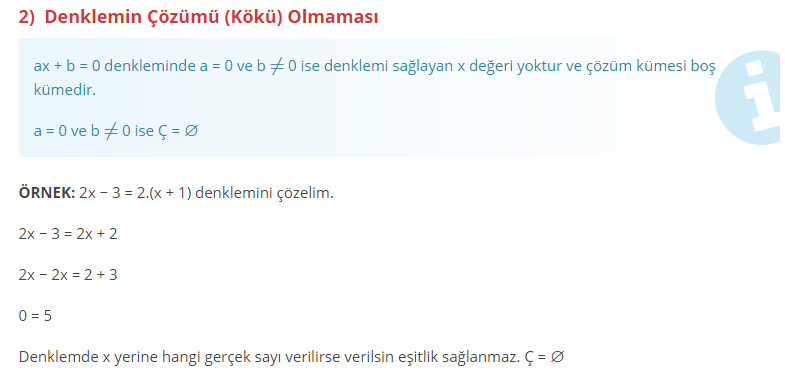 2) Denklemin Çözümü (Kökü) Olmaması
ax + b = 0 denkleminde a = 0 ve b ≠ 0 ise denklemi sağlayan x değeri yoktur ve çözüm kümesi boş
kümedir.
a = 0 ve b ≠ 0 ise Ç = ∅
ÖRNEK: 2x − 3 = 2.(x + 1) denklemini çözelim.
2x − 3 = 2x + 2
2x − 2x = 2 + 3
0 = 5
Denklemde x yerine hangi gerçek sayı verilirse verilsin eşitlik sağlanmaz. Ç = ∅